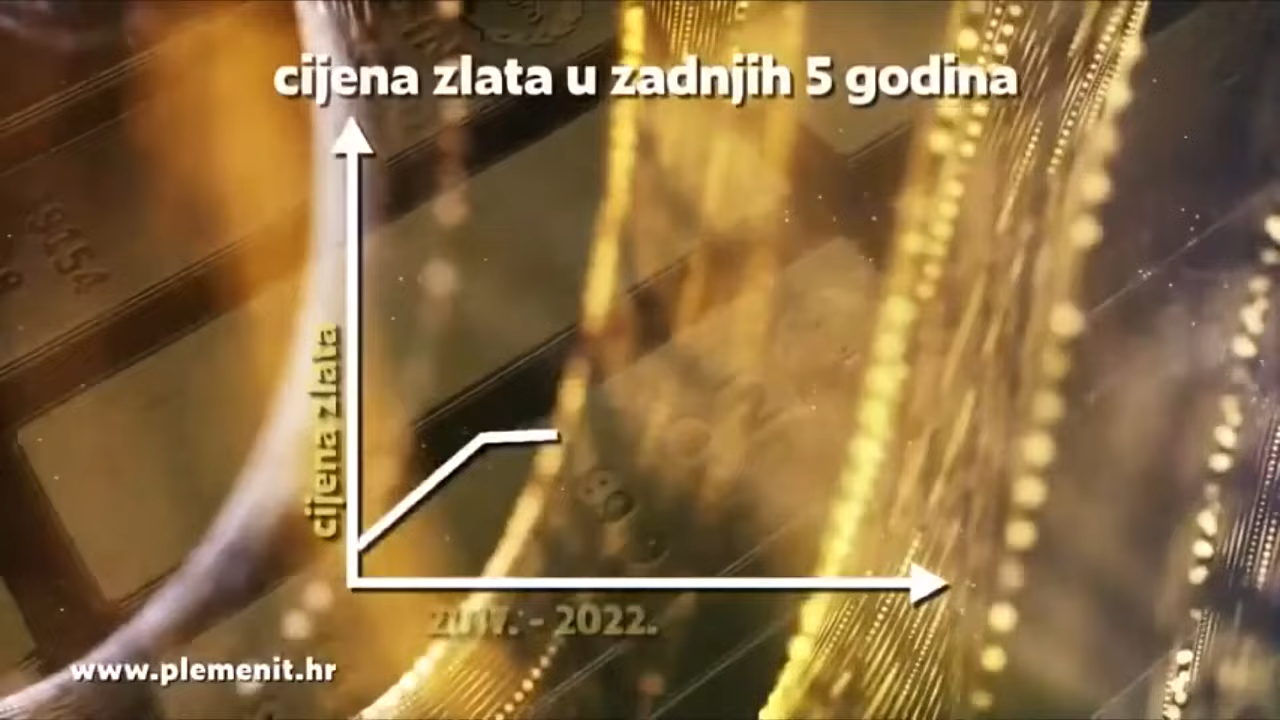 cijena zlata u zadnjih 5 godina
cijena zlata
2017. - 2022.
www.plemenit.hr